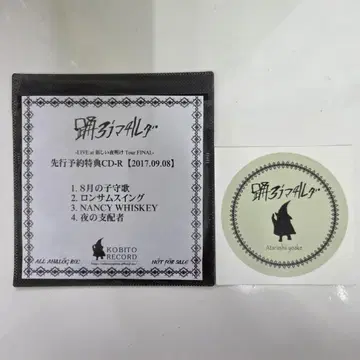 踊ろうマチルダ
-LIVE at 新しい夜明け Tour FINAL-
先行予約特典CD-R【2017.09.08】
1. 8月の子守歌
2. ロンサムスイング
3. NANCY WHISKEY
4. 夜の支配者
KOBITO
RECORD
ALL ANALOG REC
NOT FOR SALE
踊ろうマチルダ
Atarashii yoake